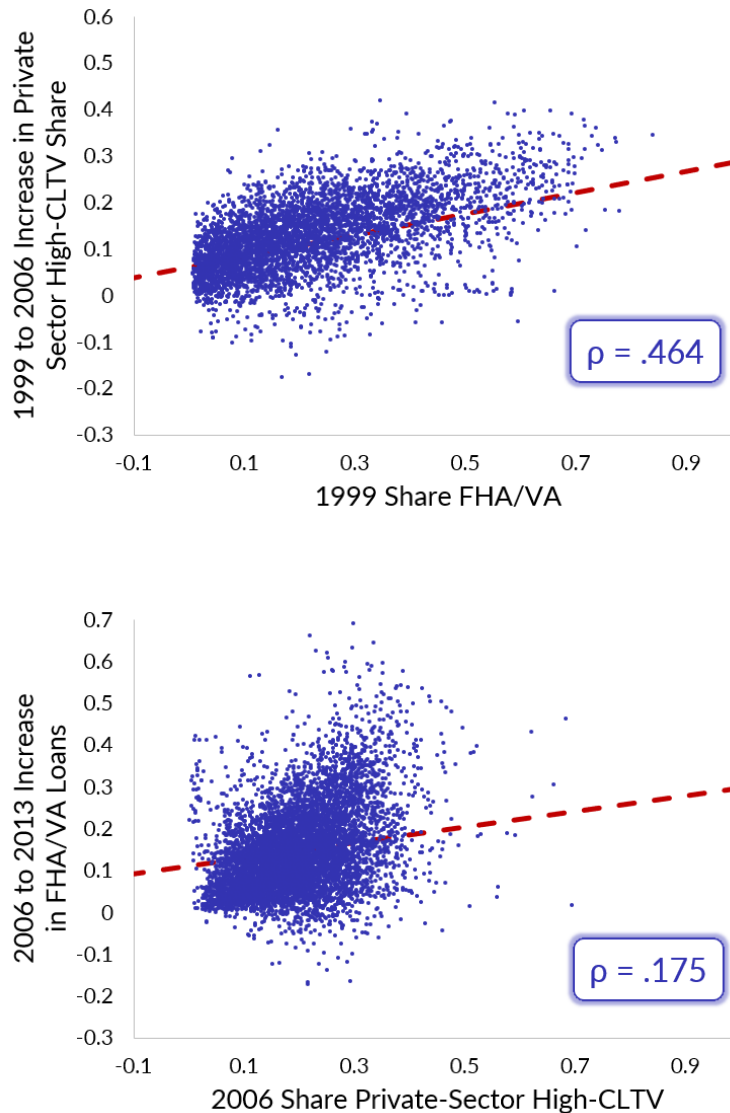 1999 to 2006 Increase in Private
Sector High-CLTV Share
0.6
0.5
0.4
0.3
0.2
0.1
0
-0.1
-0.2
-0.3
ρ = .464
-0.1 0.1 0.3 0.5 0.7 0.9
1999 Share FHA/VA
2006 to 2013 Increase
in FHA/VA Loans
0.7
0.6
0.5
0.4
0.3
0.2
0.1
0
-0.1
-0.2
-0.3
ρ = .175
-0.1 0.1 0.3 0.5 0.7 0.9
2006 Share Private-Sector High-CLTV